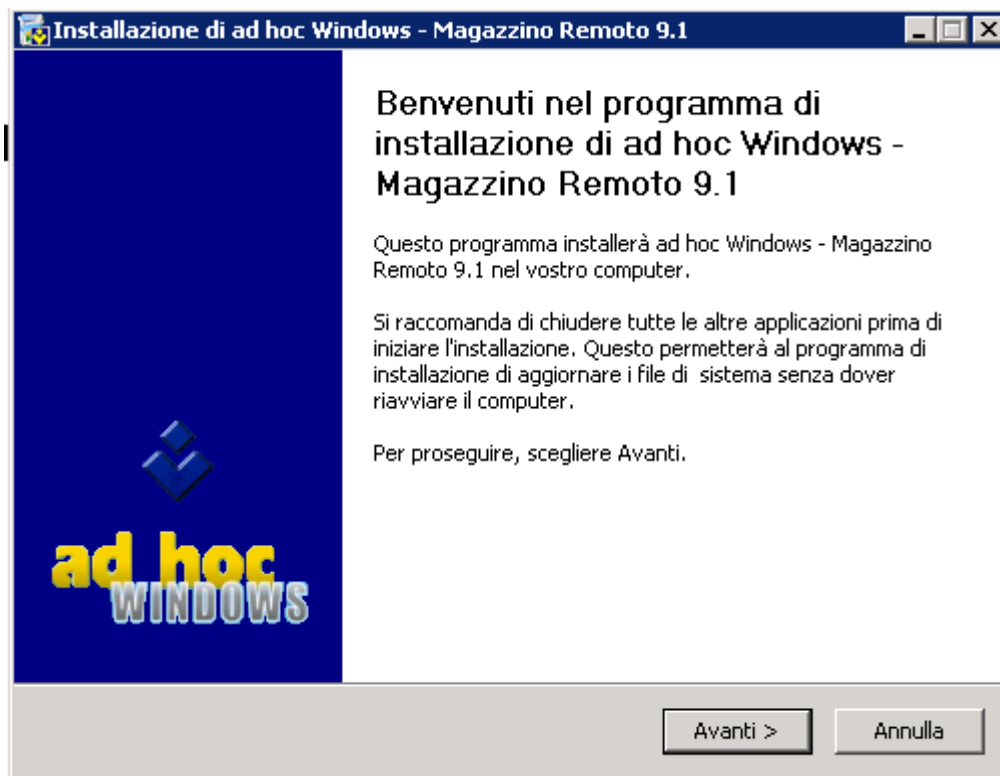 Installazione di ad hoc Windows - Magazzino Remoto 9.1
Benvenuti nel programma di
installazione di ad hoc Windows -
Magazzino Remoto 9.1
Questo programma installerà ad hoc Windows - Magazzino
Remoto 9.1 nel vostro computer.
Si raccomanda di chiudere tutte le altre applicazioni prima di
iniziare l'installazione. Questo permetterà al programma di
installazione di aggiornare i file di  sistema senza dover
riavviare il computer.
Per proseguire, scegliere Avanti.
ad hoc
WINDOWS
Avanti >
Annulla